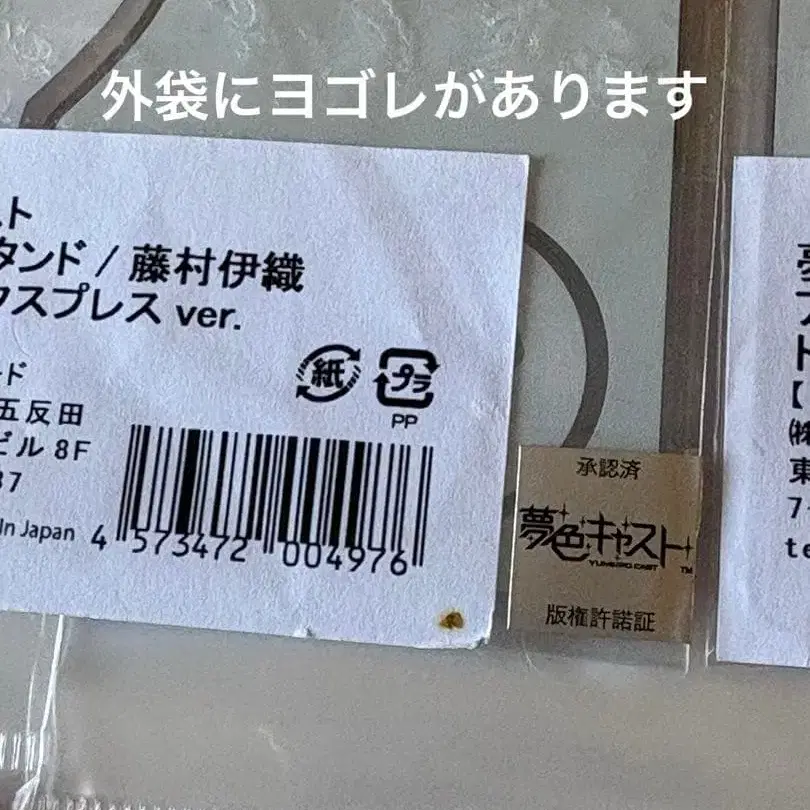 外袋にヨゴレがあります
スト
タンド / 藤村伊織
クスプレス ver.
紙
プラ
PP
ード
五反田
ビル 8F
37
In Japan
4 573472 004976
承認済
夢色キャスト
YUMEIRO CAST
TM
版権許諾証
夢
ア
ト
【
㈱
東
7
te